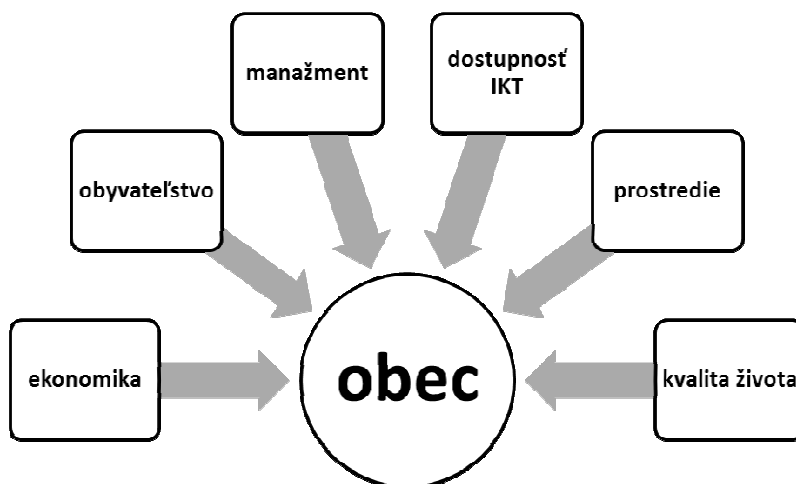 manažment
dostupnosť
IKT
obyvateľstvo
prostredie
ekonomika
obec
kvalita života